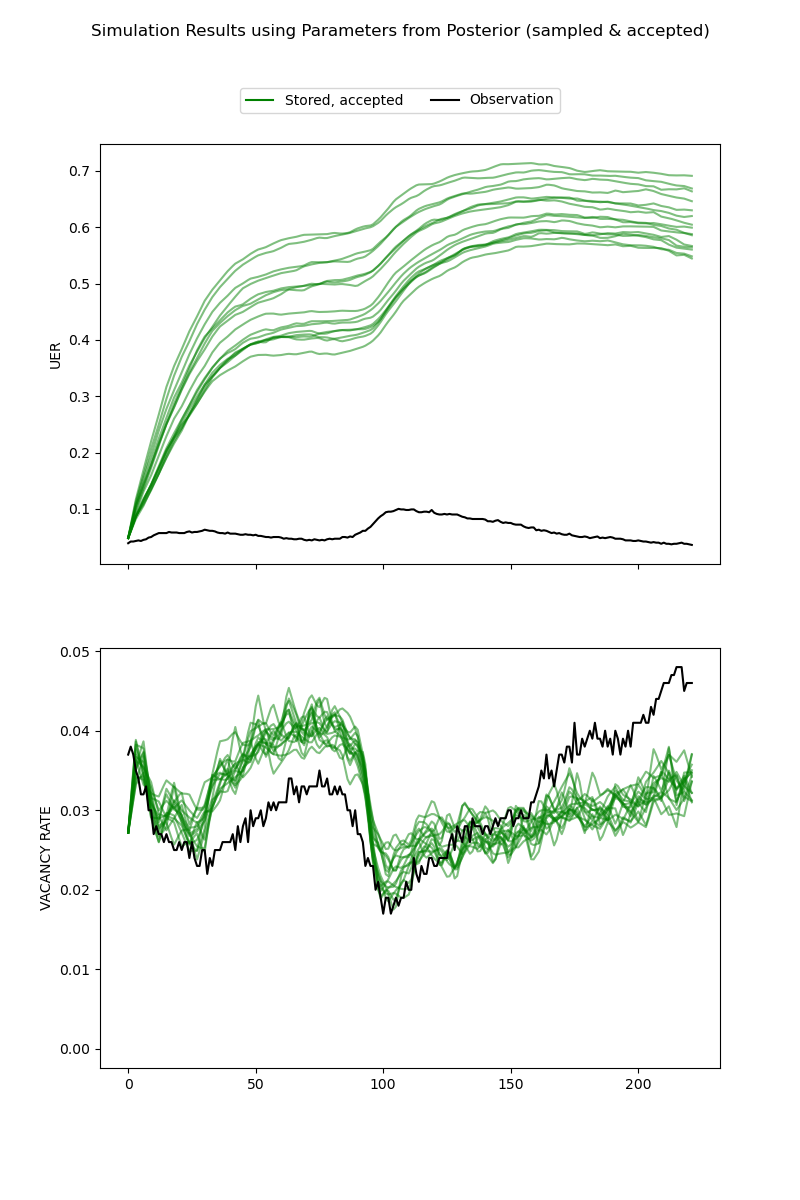 Simulation Results using Parameters from Posterior (sampled & accepted)
Stored, accepted
Observation
0.7
0.6
0.5
0.4
0.3
0.2
0.1
UER
0.05
0.04
0.03
0.02
0.01
0.00
VACANCY RATE
0 50 100 150 200